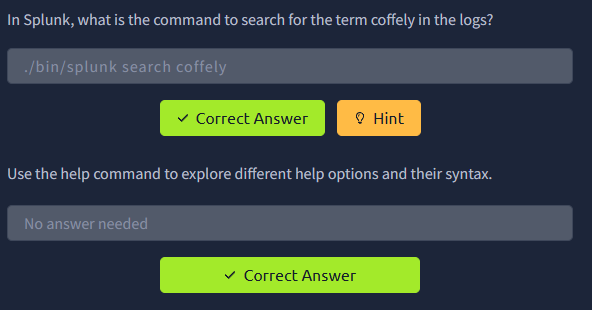 In Splunk, what is the command to search for the term coffely in the logs?
./bin/splunk search coffely
Correct Answer
Hint
Use the help command to explore different help options and their syntax.
No answer needed
Correct Answer